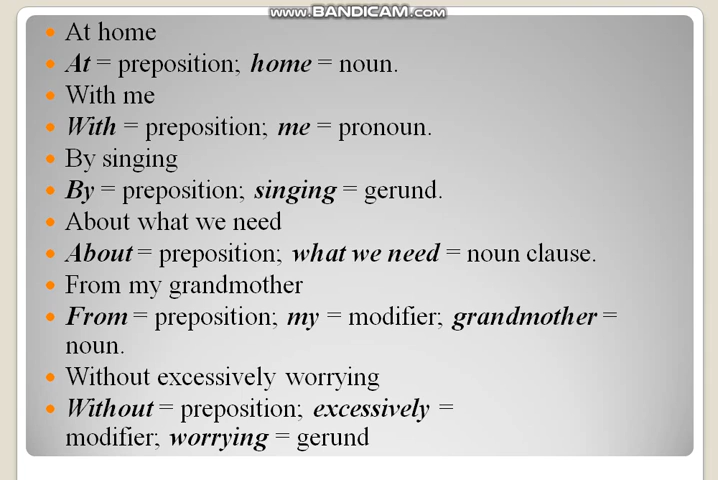 www.BANDICAM.com
At home
At = preposition; home = noun.
With me
With = preposition; me = pronoun.
By singing
By = preposition; singing = gerund.
About what we need
About = preposition; what we need = noun clause.
From my grandmother
From = preposition; my = modifier; grandmother =
noun.
Without excessively worrying
Without = preposition; excessively =
modifier; worrying = gerund